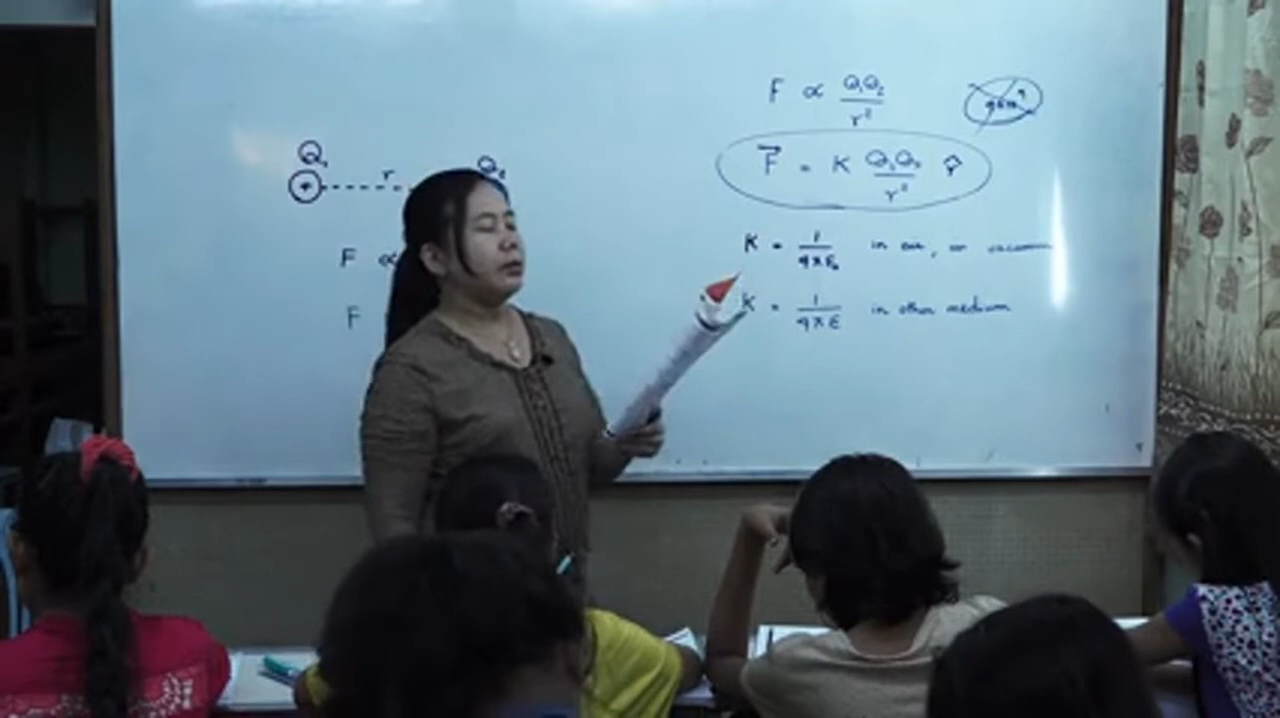 Q₁ Q₂
r
F ∝
F
F ∝ Q₁Q₂/r²
F⃗ = K Q₁Q₂/r² r̂
K = 1/4πε₀ in air, or vacuum
K = 1/4πε in other medium